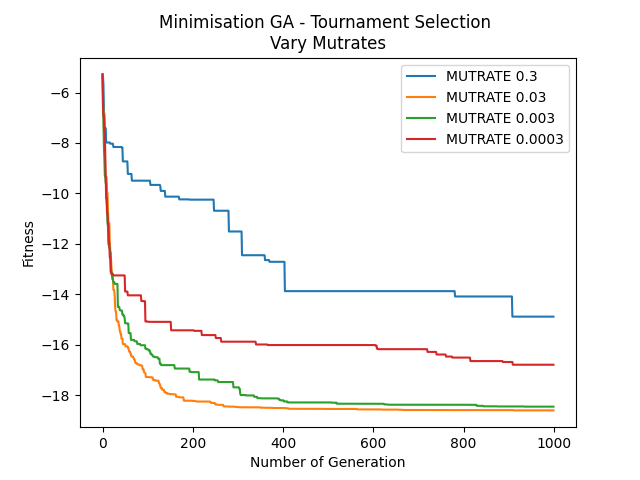 Minimisation GA - Tournament Selection
Vary Mutrates
MUTRATE 0.3
MUTRATE 0.03
MUTRATE 0.003
MUTRATE 0.0003
Fitness
−6
−8
−10
−12
−14
−16
−18
0 200 400 600 800 1000
Number of Generation